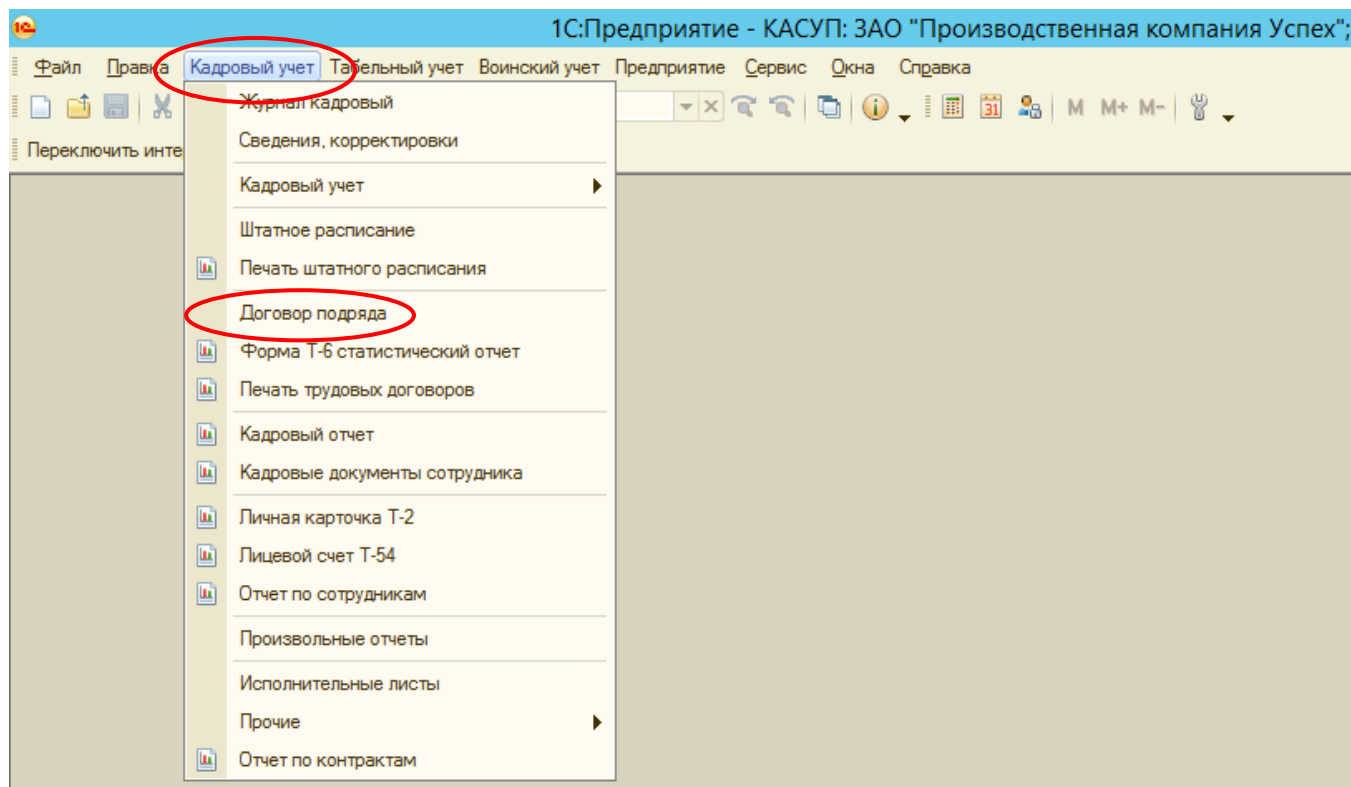 1С:Предприятие - КАСУП: ЗАО "Производственная компания Успех";
Файл Правка Кадровый учет Табельный учет Воинский учет Предприятие Сервис Окна Справка
31 M M+ M-
Переключить инте
Журнал кадровый
Сведения, корректировки
Кадровый учет
Штатное расписание
Печать штатного расписания
Договор подряда
Форма Т-6 статистический отчет
Печать трудовых договоров
Кадровый отчет
Кадровые документы сотрудника
Личная карточка Т-2
Лицевой счет Т-54
Отчет по сотрудникам
Произвольные отчеты
Исполнительные листы
Прочие
Отчет по контрактам